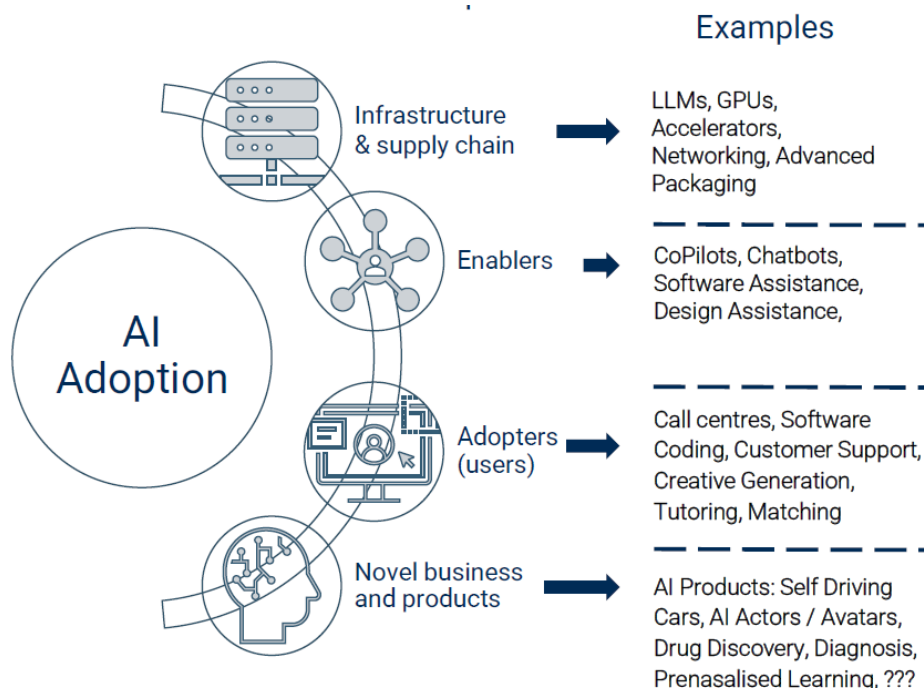 Examples
AI
Adoption
Infrastructure
& supply chain
LLMs, GPUs,
Accelerators,
Networking, Advanced
Packaging
Enablers
CoPilots, Chatbots,
Software Assistance,
Design Assistance,
Adopters
(users)
Call centres, Software
Coding, Customer Support,
Creative Generation,
Tutoring, Matching
Novel business
and products
AI Products: Self Driving
Cars, AI Actors / Avatars,
Drug Discovery, Diagnosis,
Prenasalised Learning, ???